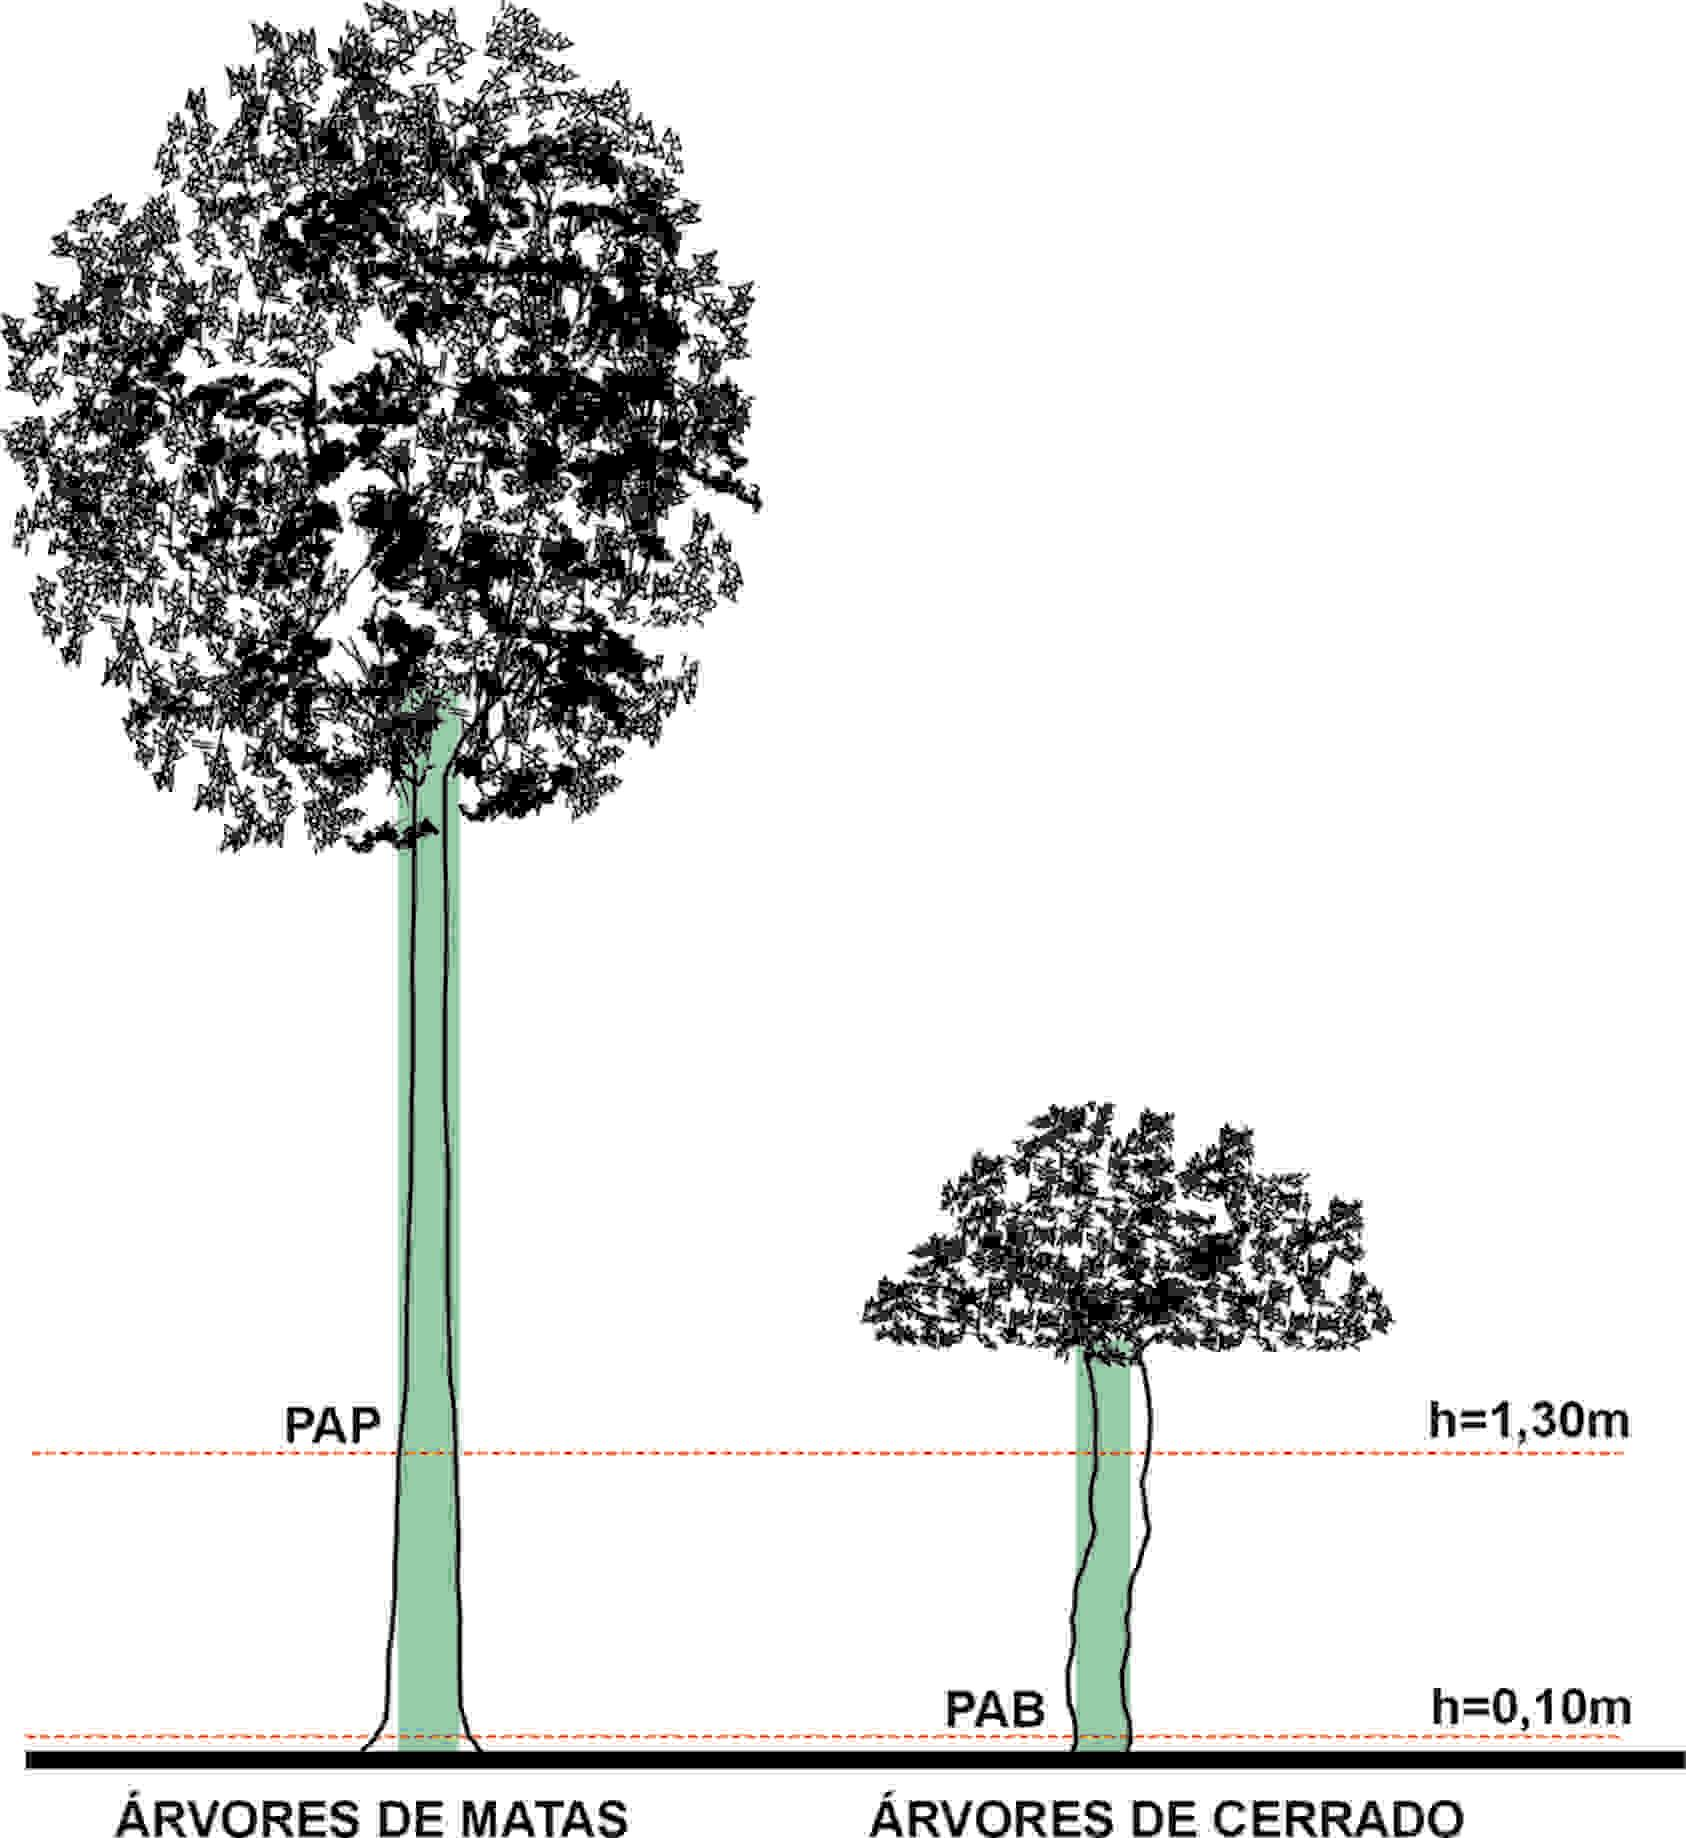 PAP
h=1,30m
PAB
h=0,10m
ÁRVORES DE MATAS
ÁRVORES DE CERRADO